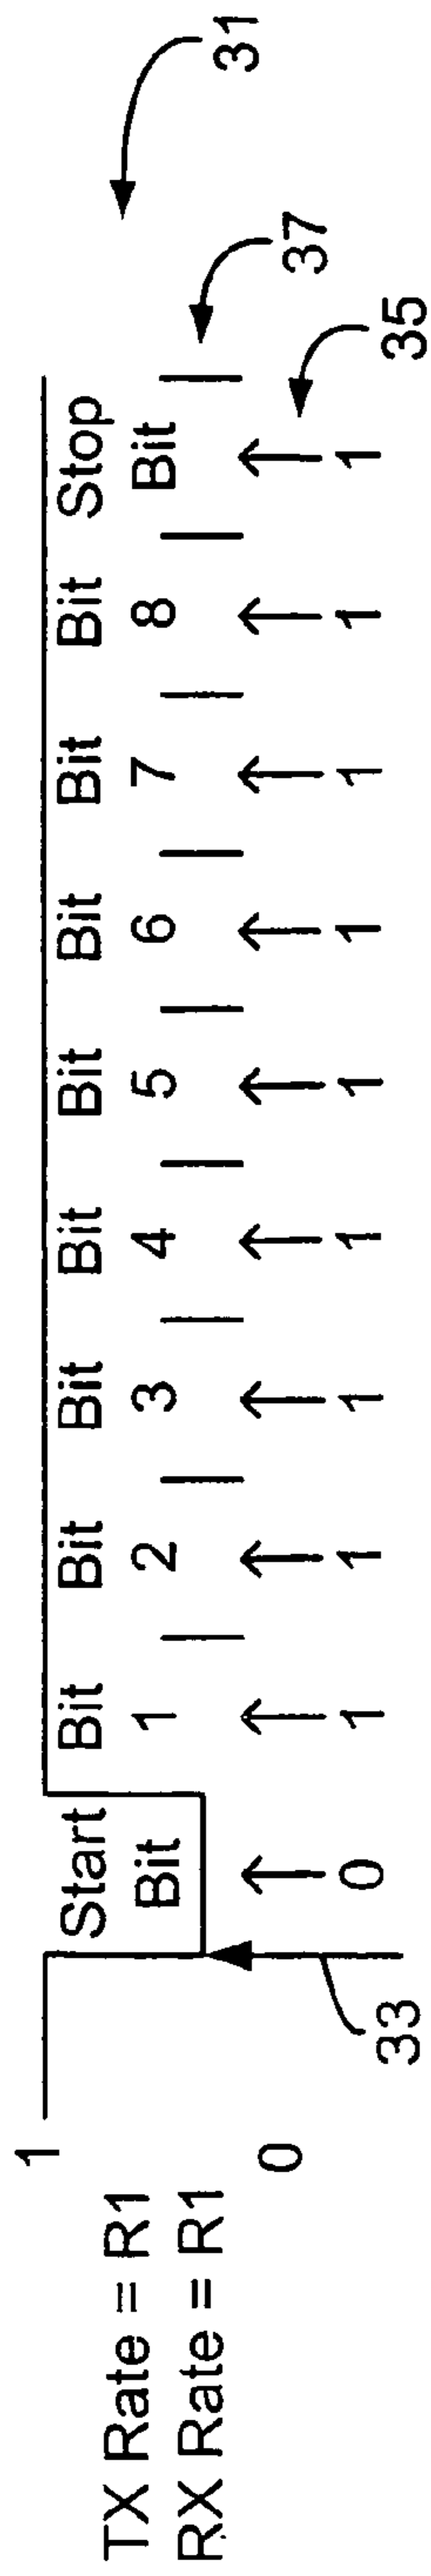 31
37
1
Start Bit Bit Bit Bit Bit Bit Bit Bit Stop
Bit 1 2 3 4 5 6 7 8 Bit
TX Rate = R1
RX Rate = R1
0
35
0 1 1 1 1 1 1 1 1 1
33